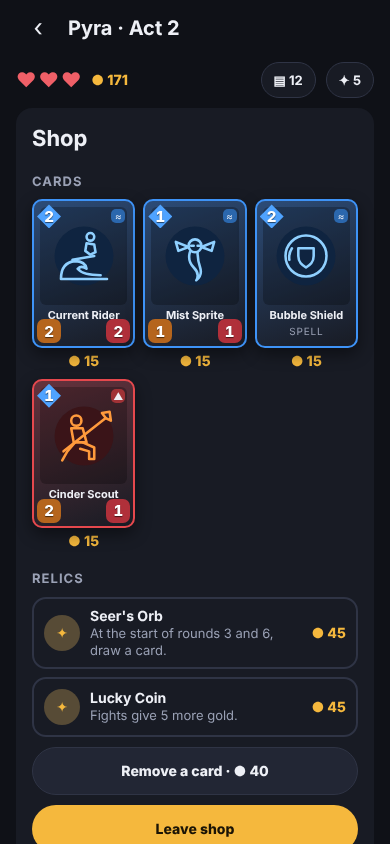 ‹ Pyra · Act 2
171 12 5
Shop
CARDS
2 1 2
Current Rider Mist Sprite Bubble Shield
SPELL
2 2 1 1
15 15 15
1
Cinder Scout
2 1
15
RELICS
Seer's Orb
At the start of rounds 3 and 6,
draw a card.
45
Lucky Coin
Fights give 5 more gold.
45
Remove a card · 40
Leave shop